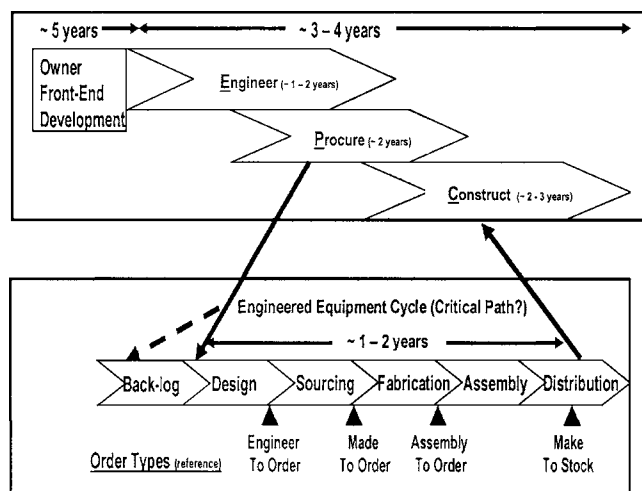 ~ 5 years
~ 3 – 4 years
Owner
Front-End
Development
Engineer (~ 1 – 2 years)
Procure (~ 2 years)
Construct (~ 2 - 3 years)
Engineered Equipment Cycle (Critical Path?)
~ 1 – 2 years
Back-log
Design
Sourcing
Fabrication
Assembly
Distribution
Engineer
To Order
Made
To Order
Assembly
To Order
Make
To Stock
Order Types (reference)